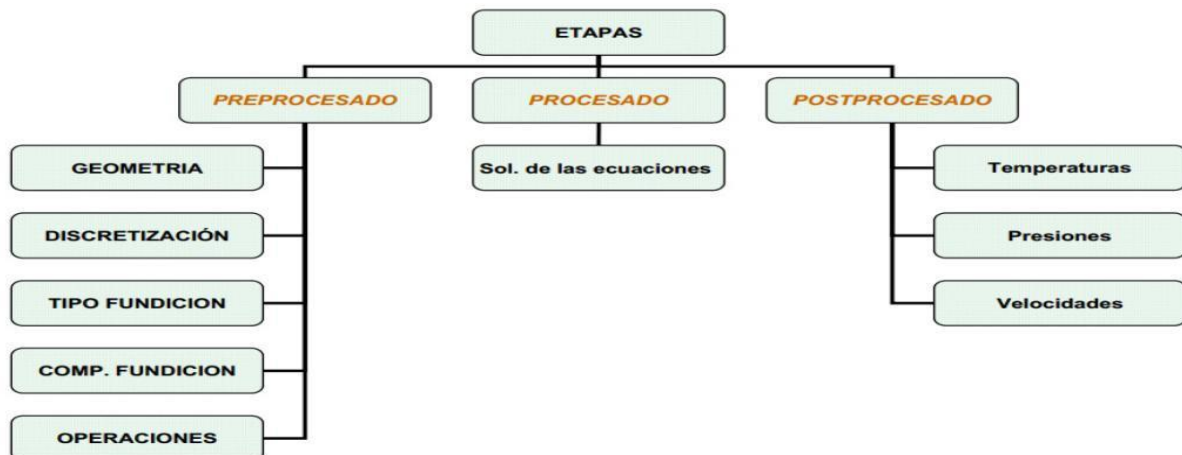 ETAPAS
PREPROCESADO
PROCESADO
POSTPROCESADO
GEOMETRIA
Sol. de las ecuaciones
Temperaturas
DISCRETIZACIÓN
Presiones
TIPO FUNDICION
Velocidades
COMP. FUNDICION
OPERACIONES